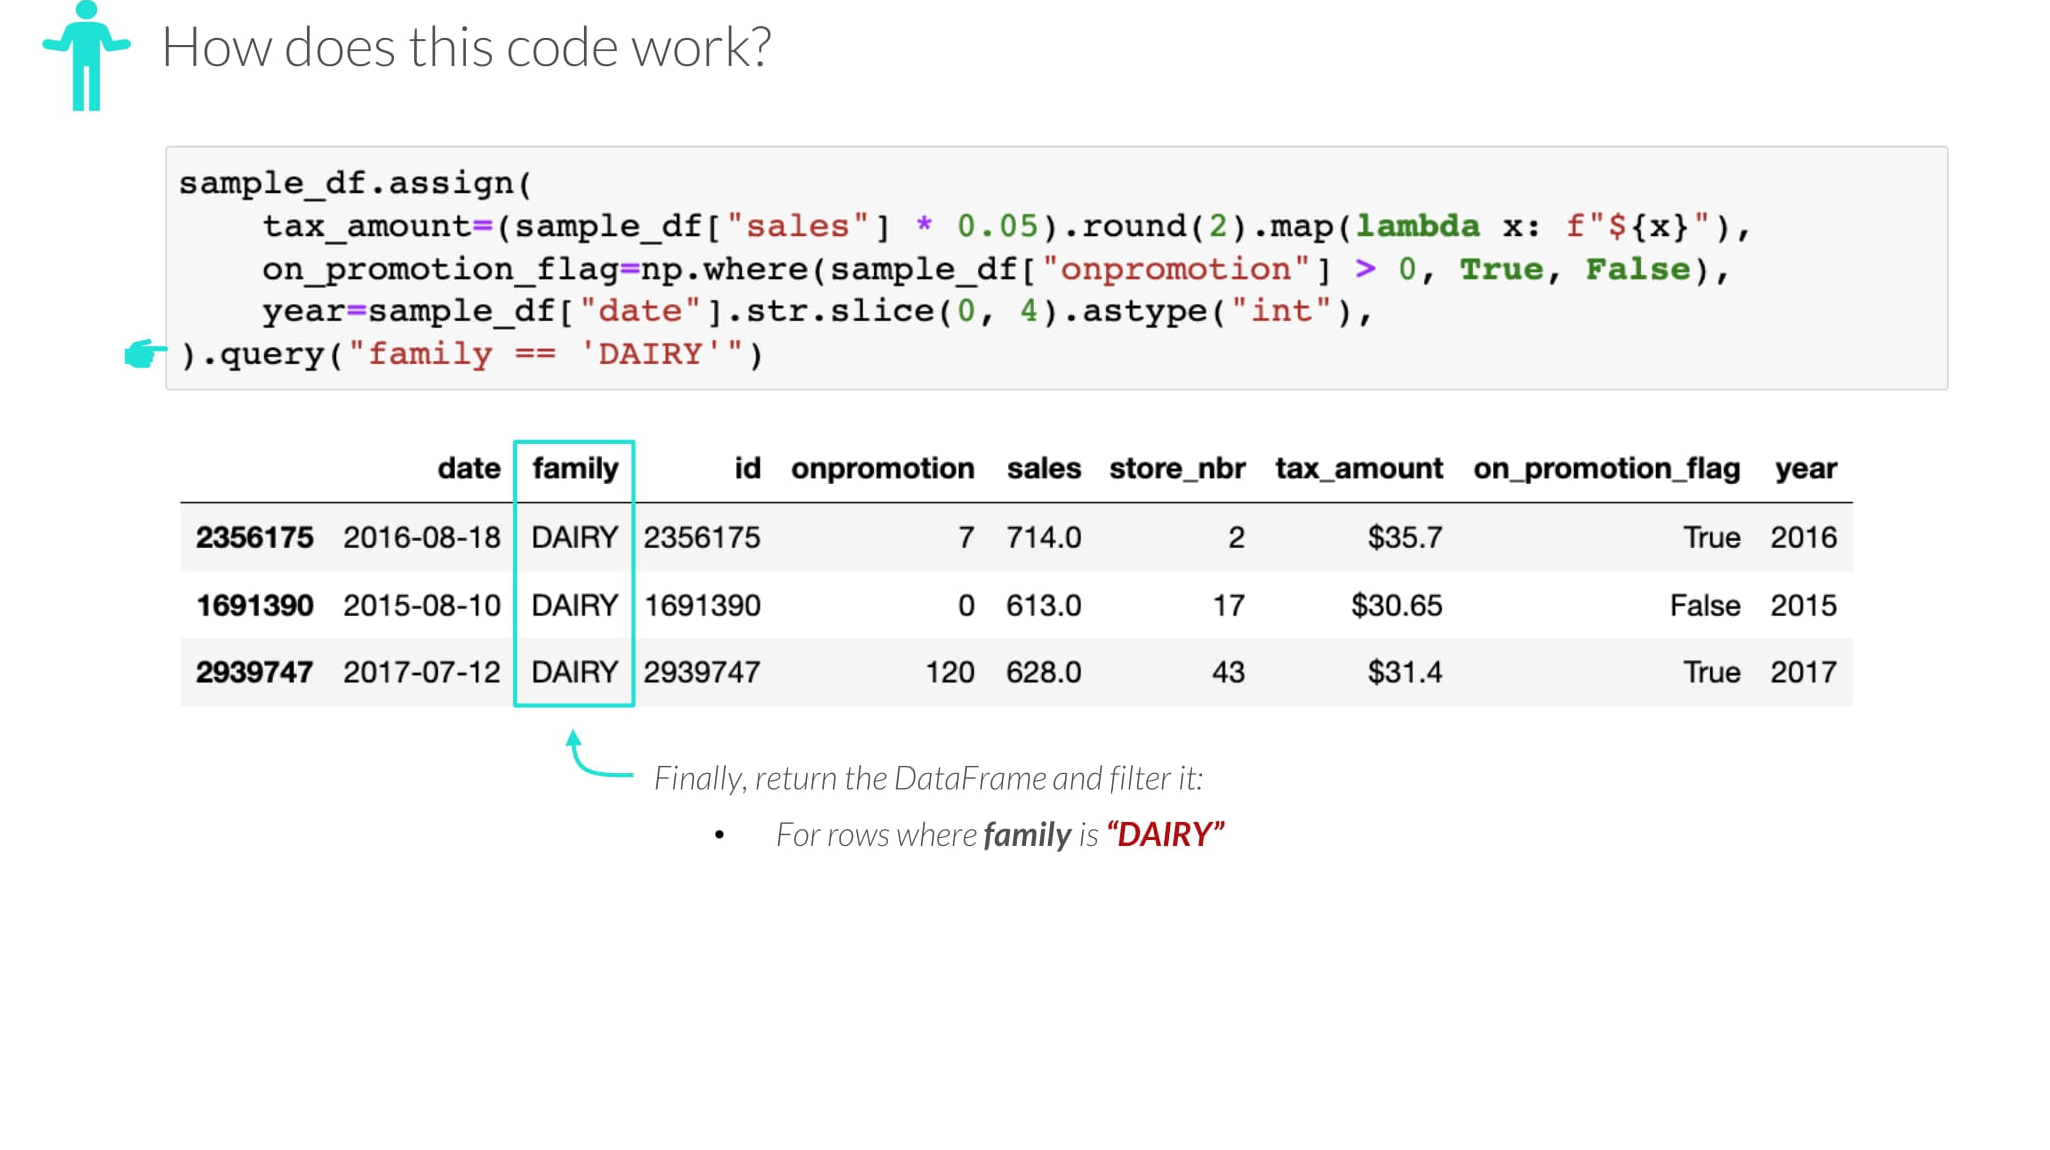 How does this code work?
sample_df.assign(
    tax_amount=(sample_df["sales"] * 0.05).round(2).map(lambda x: f"${x}"),
    on_promotion_flag=np.where(sample_df["onpromotion"] > 0, True, False),
    year=sample_df["date"].str.slice(0, 4).astype("int"),
).query("family == 'DAIRY'")
date family id onpromotion sales store_nbr tax_amount on_promotion_flag year
2356175 2016-08-18 DAIRY 2356175 7 714.0 2 $35.7 True 2016
1691390 2015-08-10 DAIRY 1691390 0 613.0 17 $30.65 False 2015
2939747 2017-07-12 DAIRY 2939747 120 628.0 43 $31.4 True 2017
Finally, return the DataFrame and filter it:
• For rows where family is “DAIRY”